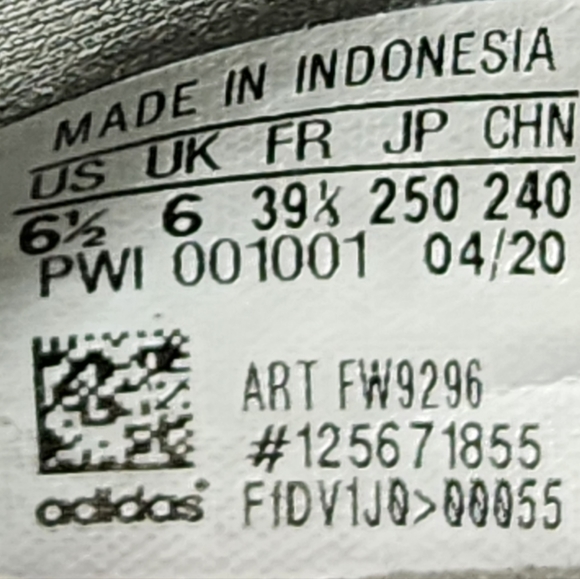 MADE IN INDONESIA
US UK FR JP CHN
6½ 6 39⅓ 250 240
PWI 001001 04/20
ART FW9296
#125671855
adidas
F1DV1J0>00055